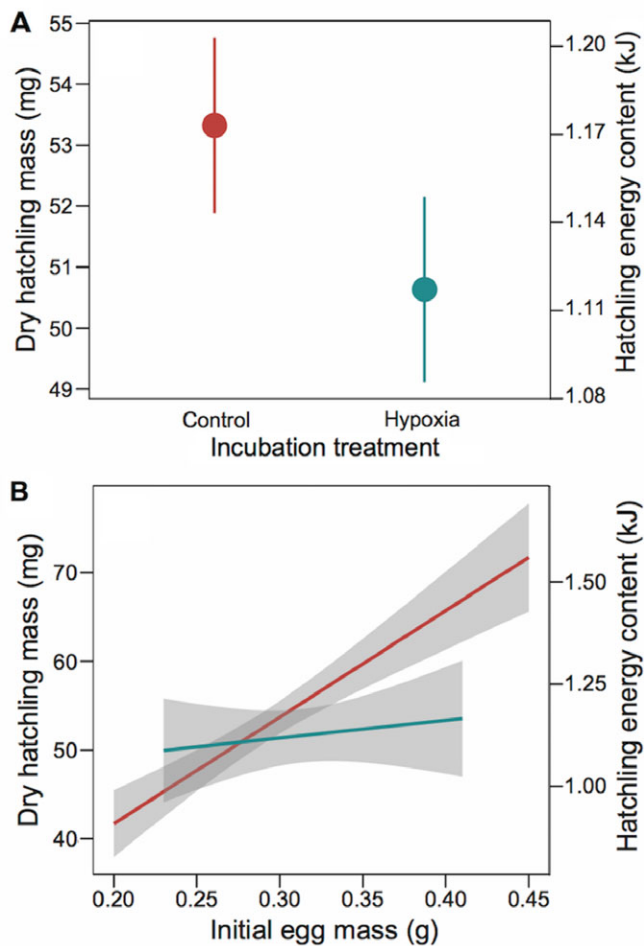 A
Dry hatchling mass (mg)
55
54
53
52
51
50
49
1.20
1.17
1.14
1.11
1.08
Hatchling energy content (kJ)
Control
Hypoxia
Incubation treatment
B
Dry hatchling mass (mg)
70
60
50
40
1.50
1.25
1.00
Hatchling energy content (kJ)
0.20
0.25
0.30
0.35
0.40
0.45
Initial egg mass (g)